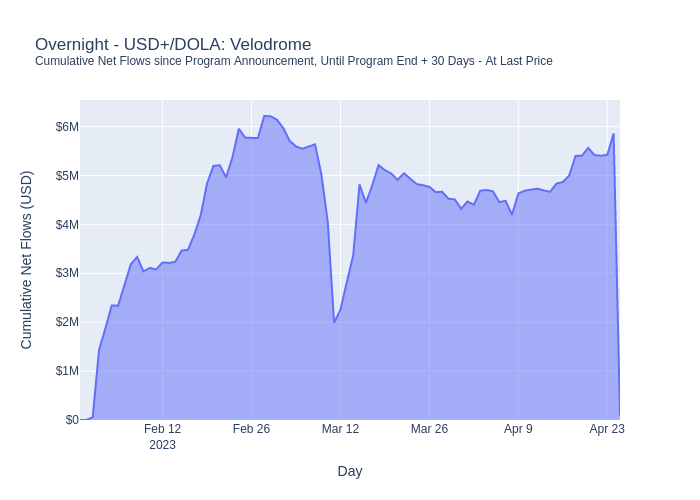 Overnight - USD+/DOLA: Velodrome
Cumulative Net Flows since Program Announcement, Until Program End + 30 Days - At Last Price
Cumulative Net Flows (USD)
$6M
$5M
$4M
$3M
$2M
$1M
$0
Feb 12 Feb 26 Mar 12 Mar 26 Apr 9 Apr 23
2023
Day